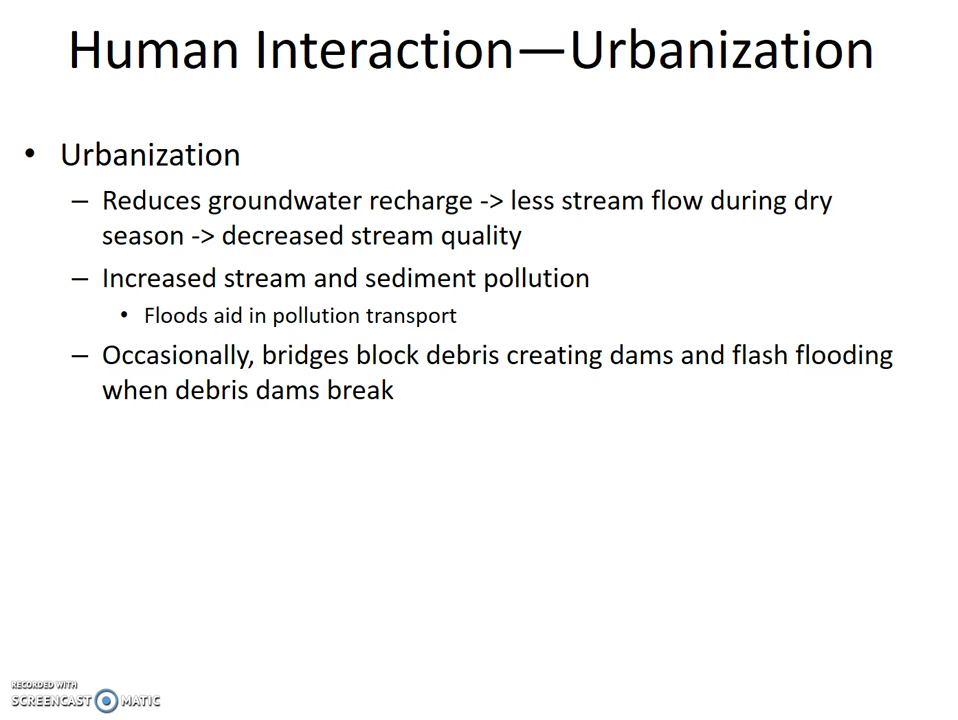 Human Interaction—Urbanization
• Urbanization
– Reduces groundwater recharge -> less stream flow during dry
season -> decreased stream quality
– Increased stream and sediment pollution
• Floods aid in pollution transport
– Occasionally, bridges block debris creating dams and flash flooding
when debris dams break
RECORDED WITH
SCREENCAST MATIC